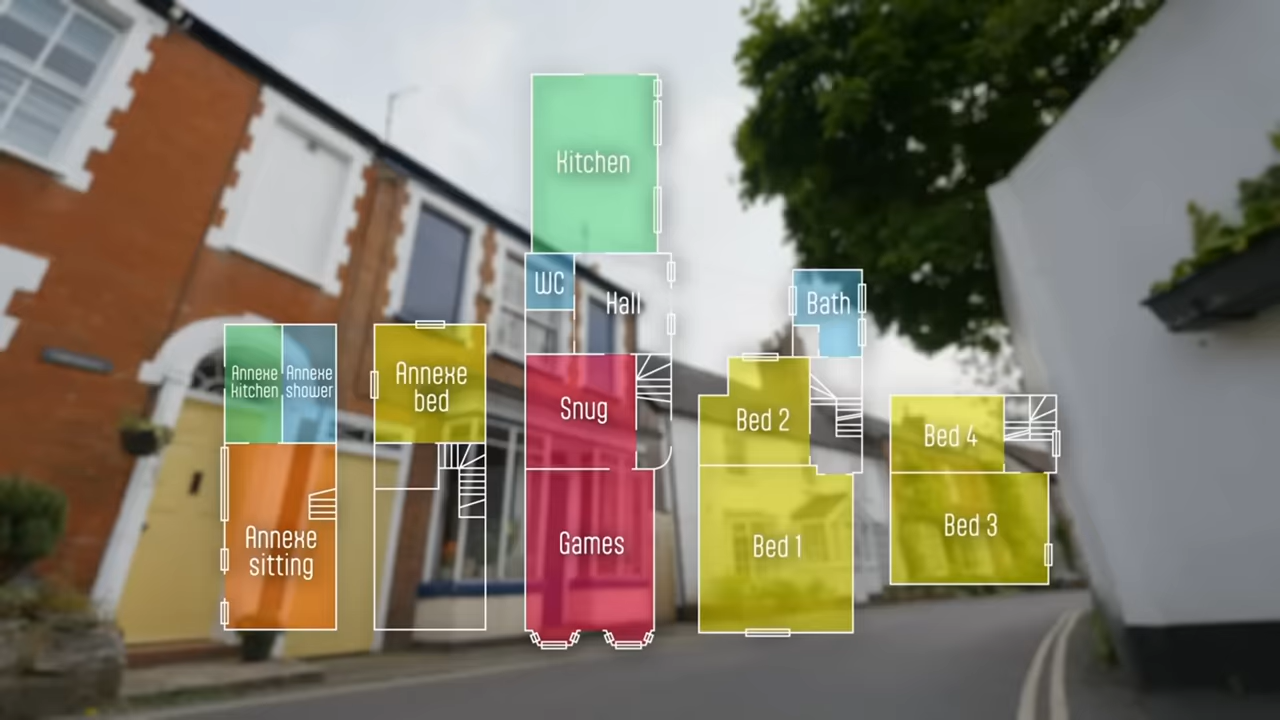 Kitchen
WC
Hall
Annexe
kitchen
Annexe
shower
Annexe
bed
Snug
Bath
Bed 2
Bed 4
Annexe
sitting
Games
Bed 1
Bed 3